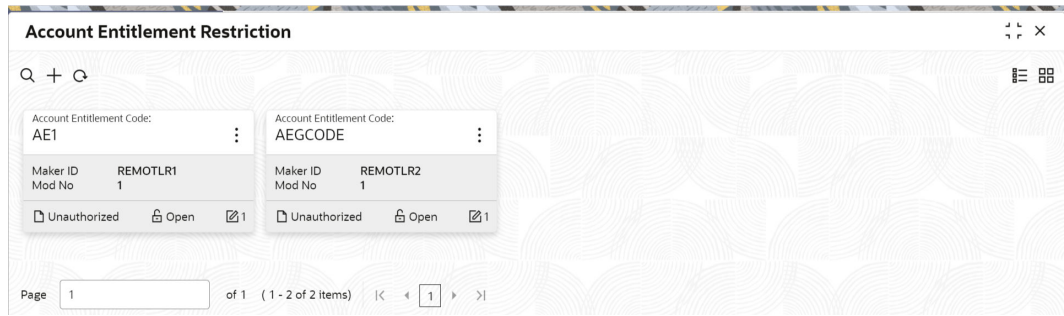 Account Entitlement Restriction
Account Entitlement Code:
AE1
Maker ID REMOTLR1
Mod No 1
Unauthorized Open 1
Account Entitlement Code:
AEGCODE
Maker ID REMOTLR2
Mod No 1
Unauthorized Open 1
Page 1 of 1 (1 - 2 of 2 items) 1